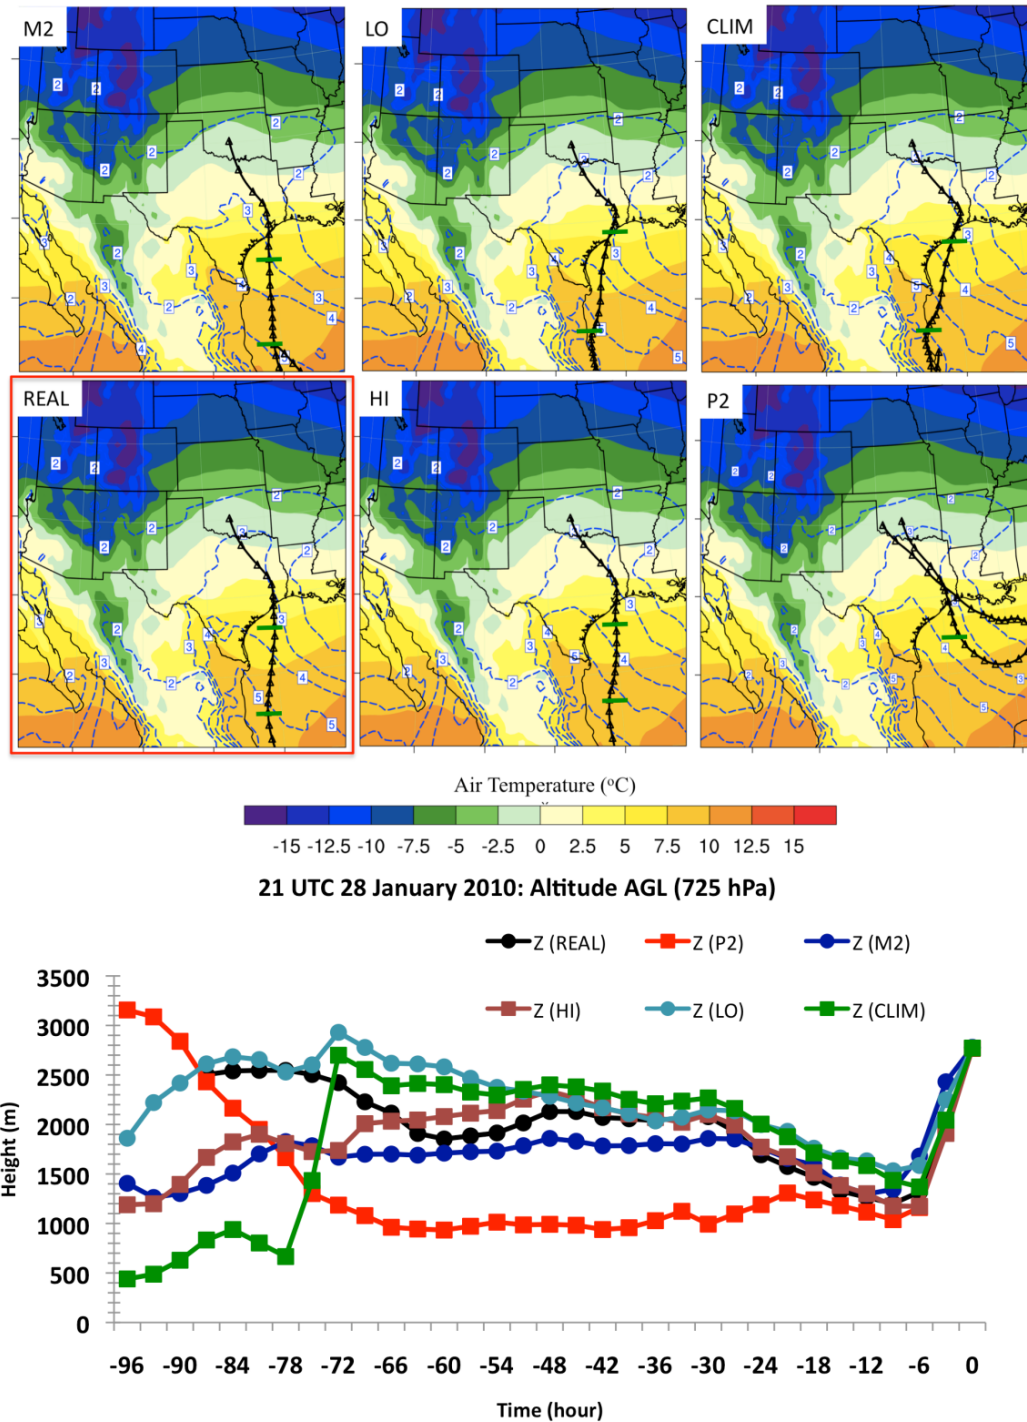 M2
LO
CLIM
REAL
HI
P2
Air Temperature (°C)
-15 -12.5 -10 -7.5 -5 -2.5 0 2.5 5 7.5 10 12.5 15
21 UTC 28 January 2010: Altitude AGL (725 hPa)
Z (REAL) Z (P2) Z (M2)
Z (HI) Z (LO) Z (CLIM)
Height (m)
3500
3000
2500
2000
1500
1000
500
0
-96 -90 -84 -78 -72 -66 -60 -54 -48 -42 -36 -30 -24 -18 -12 -6 0
Time (hour)